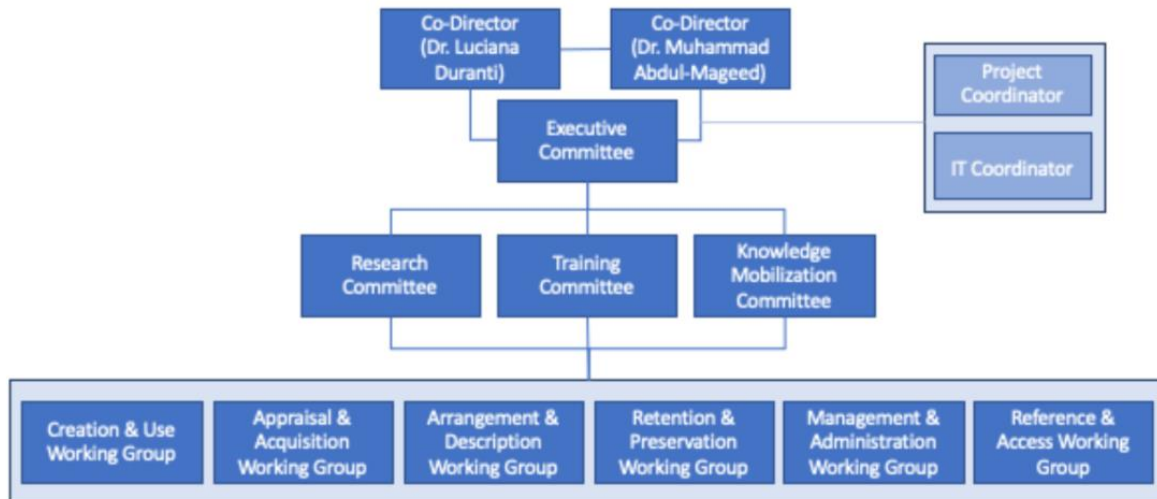 Co-Director
(Dr. Luciana
Duranti)
Co-Director
(Dr. Muhammad
Abdul-Mageed)
Project
Coordinator
IT Coordinator
Executive
Committee
Research
Committee
Training
Committee
Knowledge
Mobilization
Committee
Creation & Use
Working Group
Appraisal &
Acquisition
Working Group
Arrangement &
Description
Working Group
Retention &
Preservation
Working Group
Management &
Administration
Working Group
Reference &
Access Working
Group